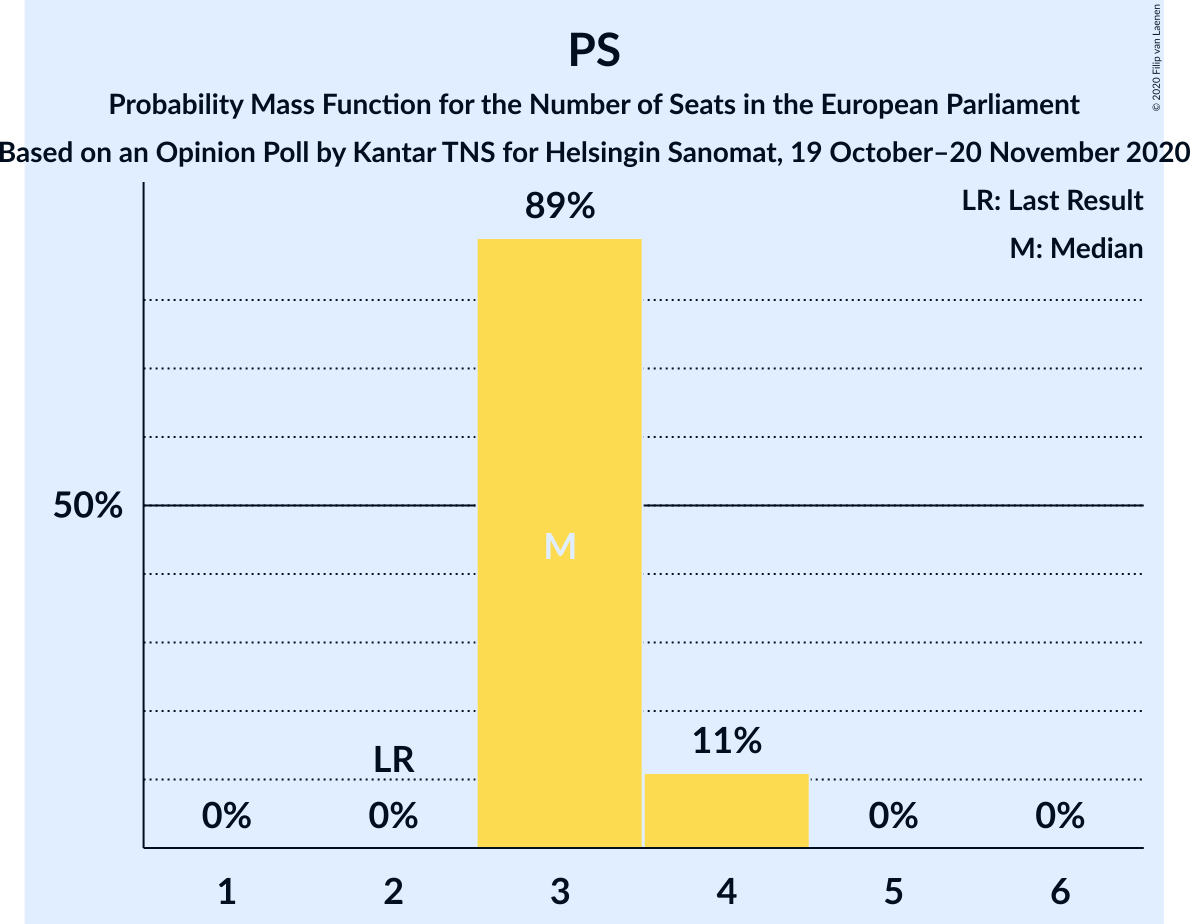 PS
Probability Mass Function for the Number of Seats in the European Parliament
Based on an Opinion Poll by Kantar TNS for Helsingin Sanomat, 19 October–20 November 2020
© 2020 Filip van Laenen
LR: Last Result
M: Median
89%
50%
M
11%
LR
0% 0% 0% 0%
1 2 3 4 5 6